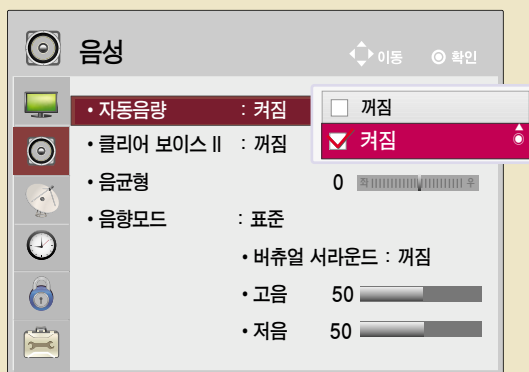 음성 이동 확인
• 자동음량 : 켜짐
꺼짐
켜짐
• 클리어 보이스 II : 꺼짐
• 음균형 0 좌 우
• 음향모드 : 표준
• 버츄얼 서라운드 : 꺼짐
• 고음 50
• 저음 50